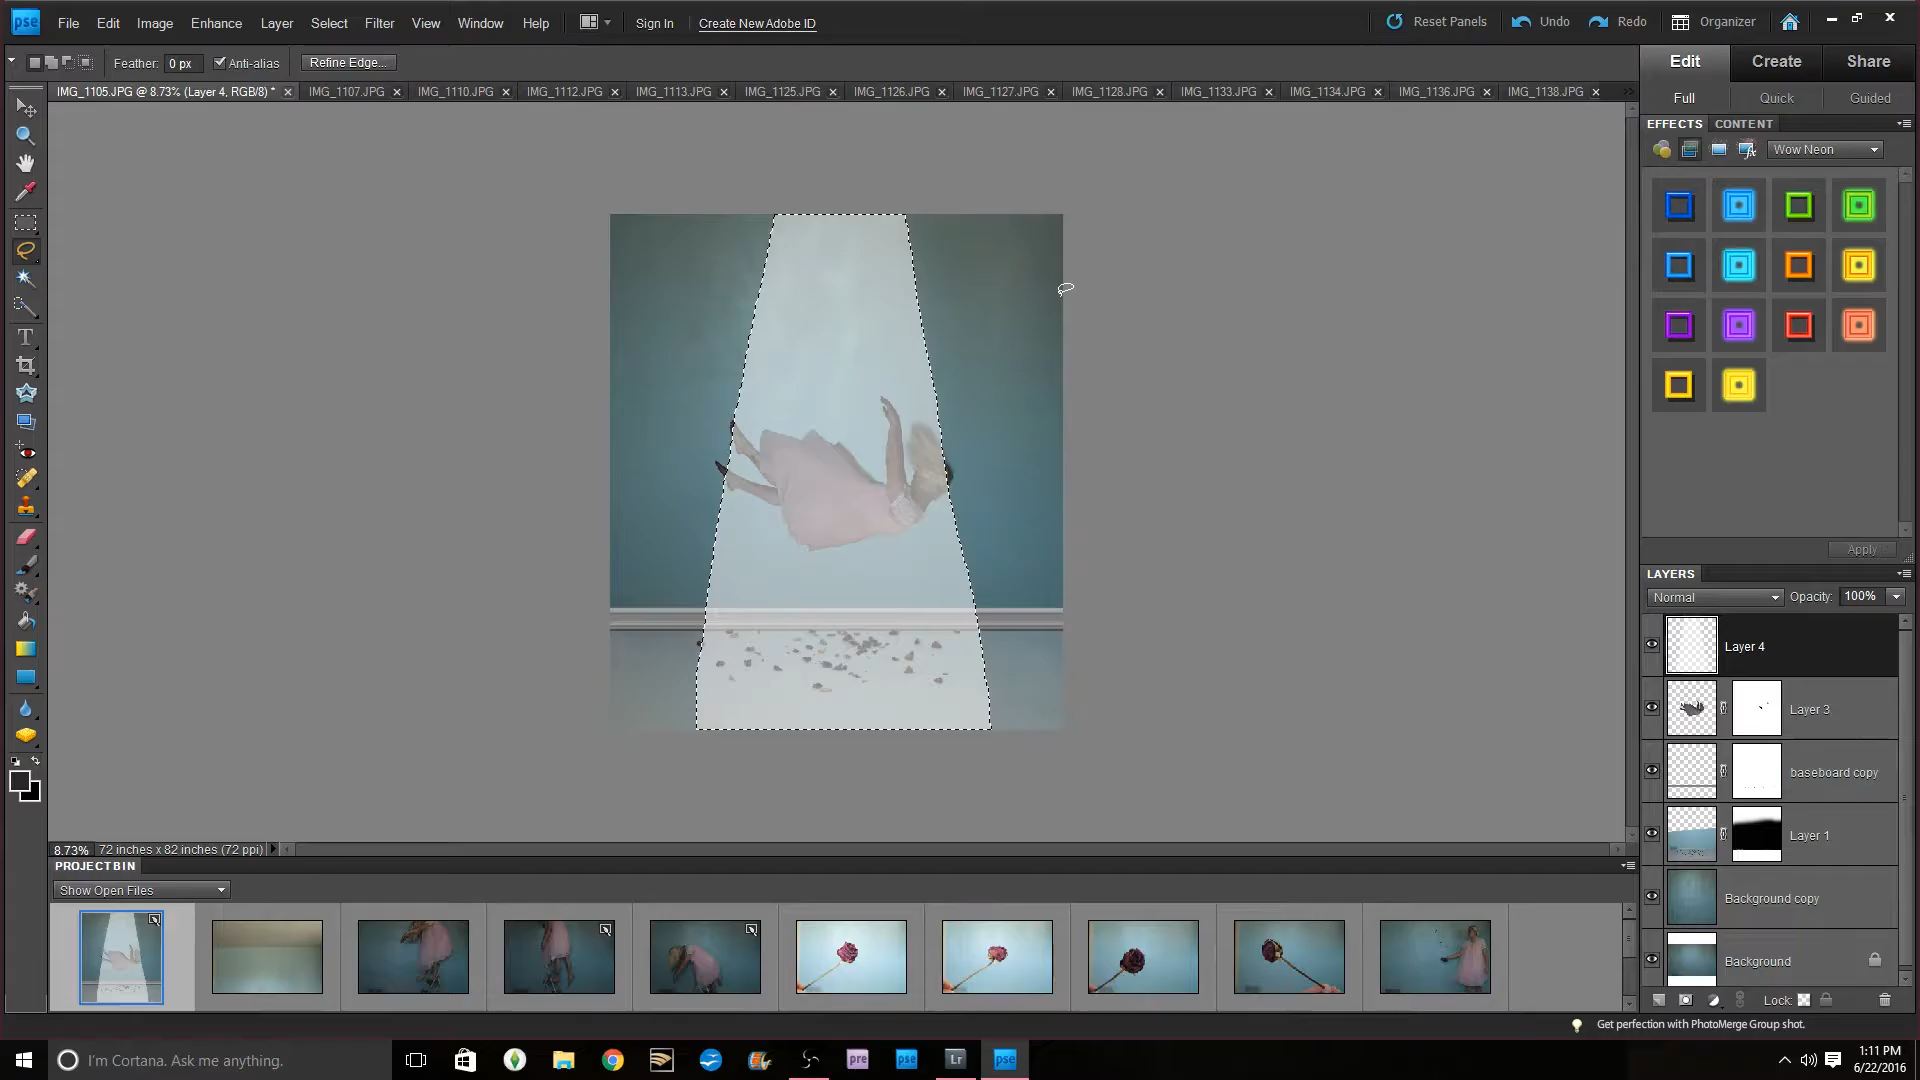 pse File Edit Image Enhance Layer Select Filter View Window Help Sign In Create New Adobe ID Reset Panels Undo Redo Organizer
Feather: 0 px Anti-alias Refine Edge...
Edit Create Share
IMG_1105.JPG @ 8.73% (Layer 4, RGB/8) * IMG_1107.JPG IMG_1110.JPG IMG_1112.JPG IMG_1113.JPG IMG_1125.JPG IMG_1126.JPG IMG_1127.JPG IMG_1128.JPG IMG_1133.JPG IMG_1134.JPG IMG_1136.JPG IMG_1138.JPG
Full Quick Guided
EFFECTS CONTENT
Wow Neon
Apply
LAYERS
Normal Opacity: 100%
Layer 4
Layer 3
baseboard copy
Layer 1
Background copy
Background
Lock:
8.73% 72 inches x 82 inches (72 ppi)
PROJECT BIN
Show Open Files
Get perfection with PhotoMerge Group shot.
I'm Cortana. Ask me anything.
pre pse Lr pse
1:11 PM
6/22/2016